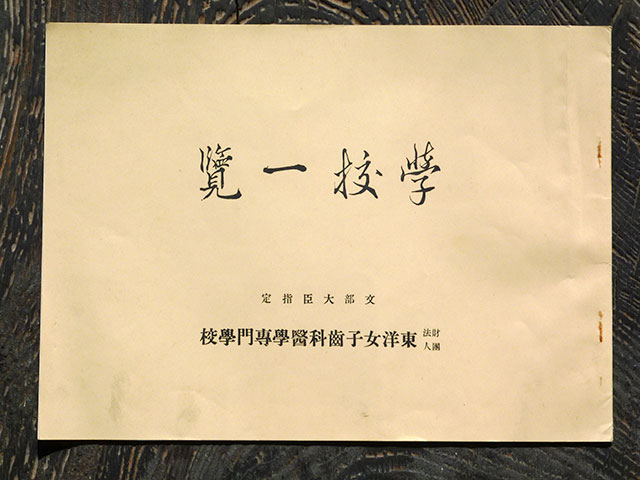 學校一覽
文部大臣指定
財團法人東洋女子齒科醫學專門學校